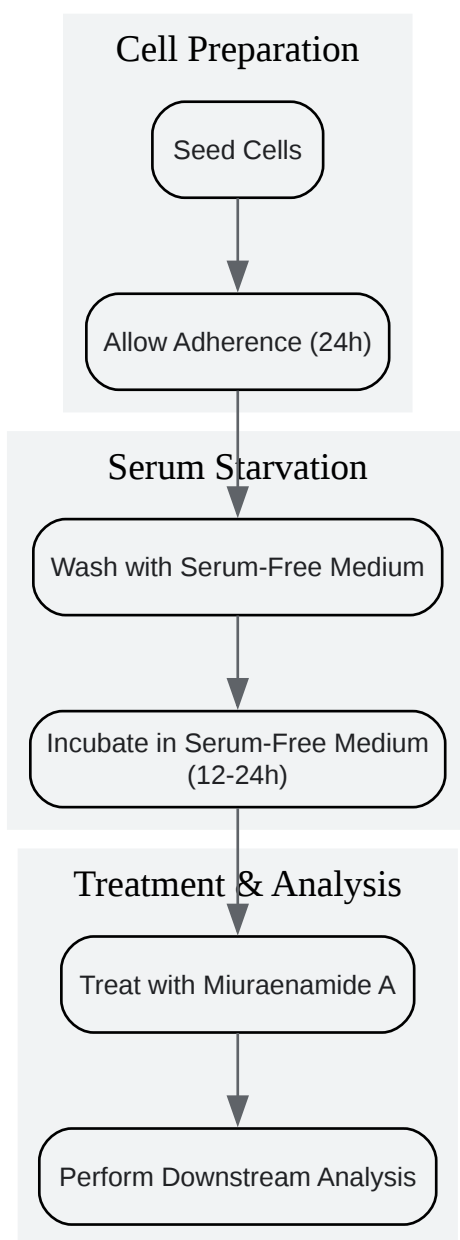 Cell Preparation
Seed Cells
Allow Adherence (24h)
Serum Starvation
Wash with Serum-Free Medium
Incubate in Serum-Free Medium
(12-24h)
Treatment & Analysis
Treat with Miuraenamide A
Perform Downstream Analysis